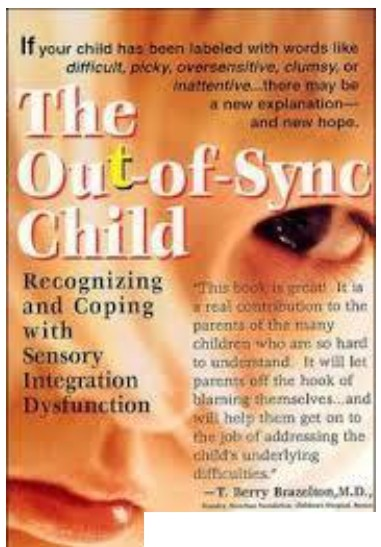 If your child has been labeled with words like
difficult, picky, oversensitive, clumsy, or
inattentive...there may be
a new explanation—
and new hope.
The
Out-of-Sync
Child
Recognizing
and Coping
with
Sensory
Integration
Dysfunction
"This book is great! It is
a real contribution to the
parents of the many
children who are so hard
to understand. It will let
parents off the hook of
blaming themselves...and
will help them get on to
the job of addressing the
child's underlying
difficulties."
—T. Berry Brazelton, M.D.,